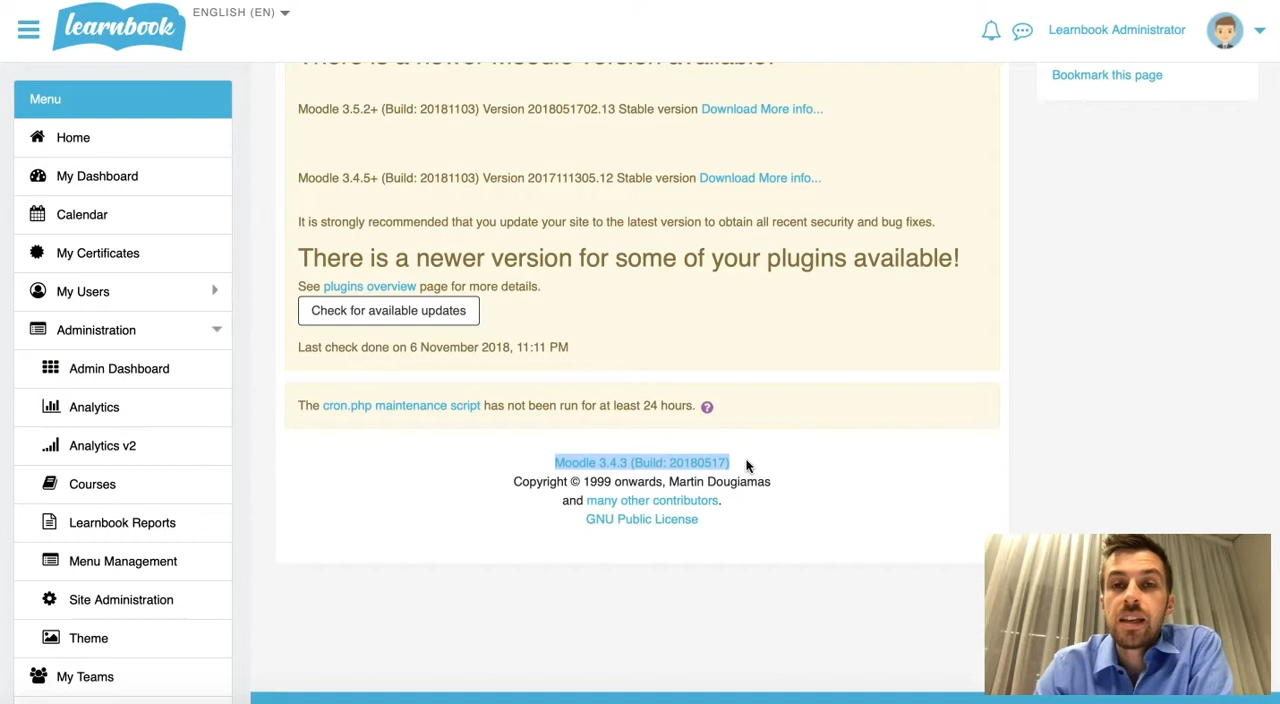 learnbook
ENGLISH (EN)
Learnbook Administrator
Menu
Home
My Dashboard
Calendar
My Certificates
My Users
Administration
Admin Dashboard
Analytics
Analytics v2
Courses
Learnbook Reports
Menu Management
Site Administration
Theme
My Teams
There is a newer Moodle version available!
Moodle 3.5.2+ (Build: 20181103) Version 2018051702.13 Stable version Download More info...
Moodle 3.4.5+ (Build: 20181103) Version 2017111305.12 Stable version Download More info...
It is strongly recommended that you update your site to the latest version to obtain all recent security and bug fixes.
There is a newer version for some of your plugins available!
See plugins overview page for more details.
Check for available updates
Last check done on 6 November 2018, 11:11 PM
The cron.php maintenance script has not been run for at least 24 hours. ?
Moodle 3.4.3 (Build: 20180517)
Copyright © 1999 onwards, Martin Dougiamas
and many other contributors.
GNU Public License
Bookmark this page